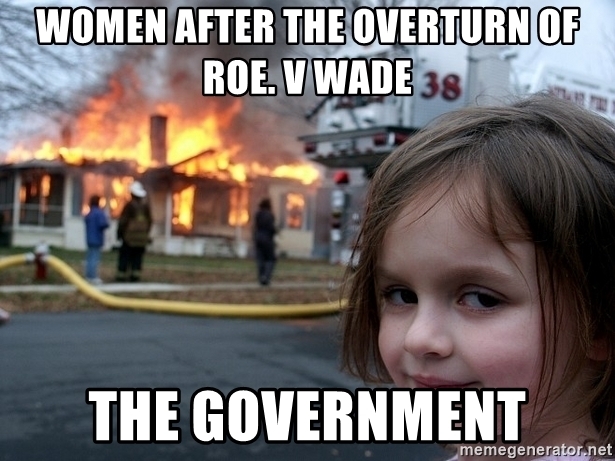 WOMEN AFTER THE OVERTURN OF
ROE. V WADE
38
THE GOVERNMENT
memegenerator.net